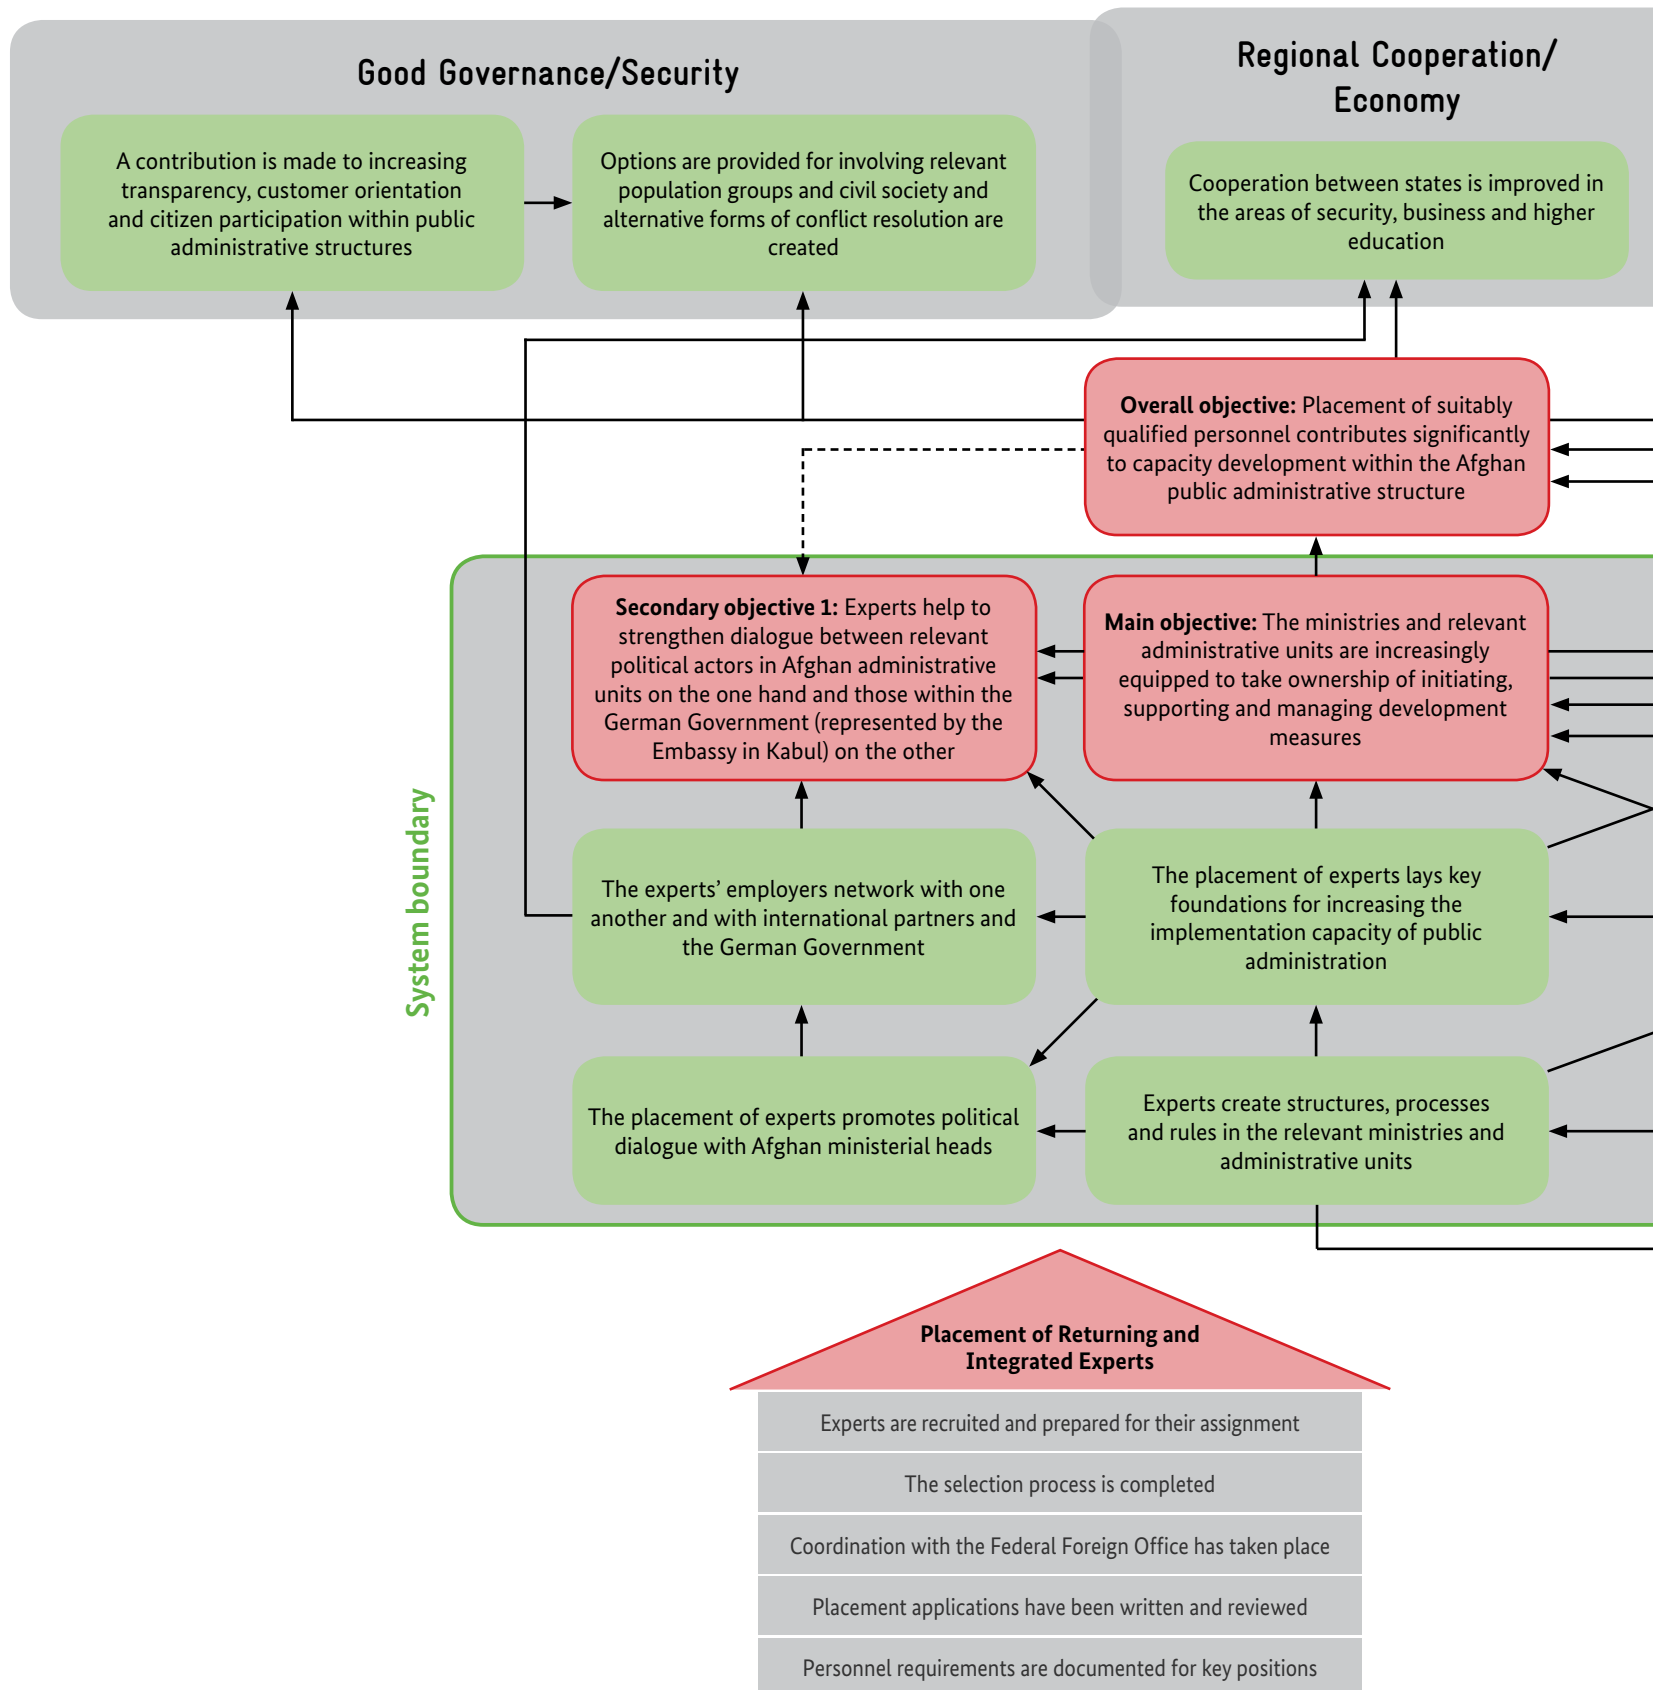 Good Governance/Security
Regional Cooperation/
Economy
A contribution is made to increasing
transparency, customer orientation
and citizen participation within public
administrative structures
Options are provided for involving relevant
population groups and civil society and
alternative forms of conflict resolution are
created
Cooperation between states is improved in
the areas of security, business and higher
education
Overall objective: Placement of suitably
qualified personnel contributes significantly
to capacity development within the Afghan
public administrative structure
System boundary
Secondary objective 1: Experts help to
strengthen dialogue between relevant
political actors in Afghan administrative
units on the one hand and those within the
German Government (represented by the
Embassy in Kabul) on the other
Main objective: The ministries and relevant
administrative units are increasingly
equipped to take ownership of initiating,
supporting and managing development
measures
The experts’ employers network with one
another and with international partners and
the German Government
The placement of experts lays key
foundations for increasing the
implementation capacity of public
administration
The placement of experts promotes political
dialogue with Afghan ministerial heads
Experts create structures, processes
and rules in the relevant ministries and
administrative units
Placement of Returning and
Integrated Experts
Experts are recruited and prepared for their assignment
The selection process is completed
Coordination with the Federal Foreign Office has taken place
Placement applications have been written and reviewed
Personnel requirements are documented for key positions